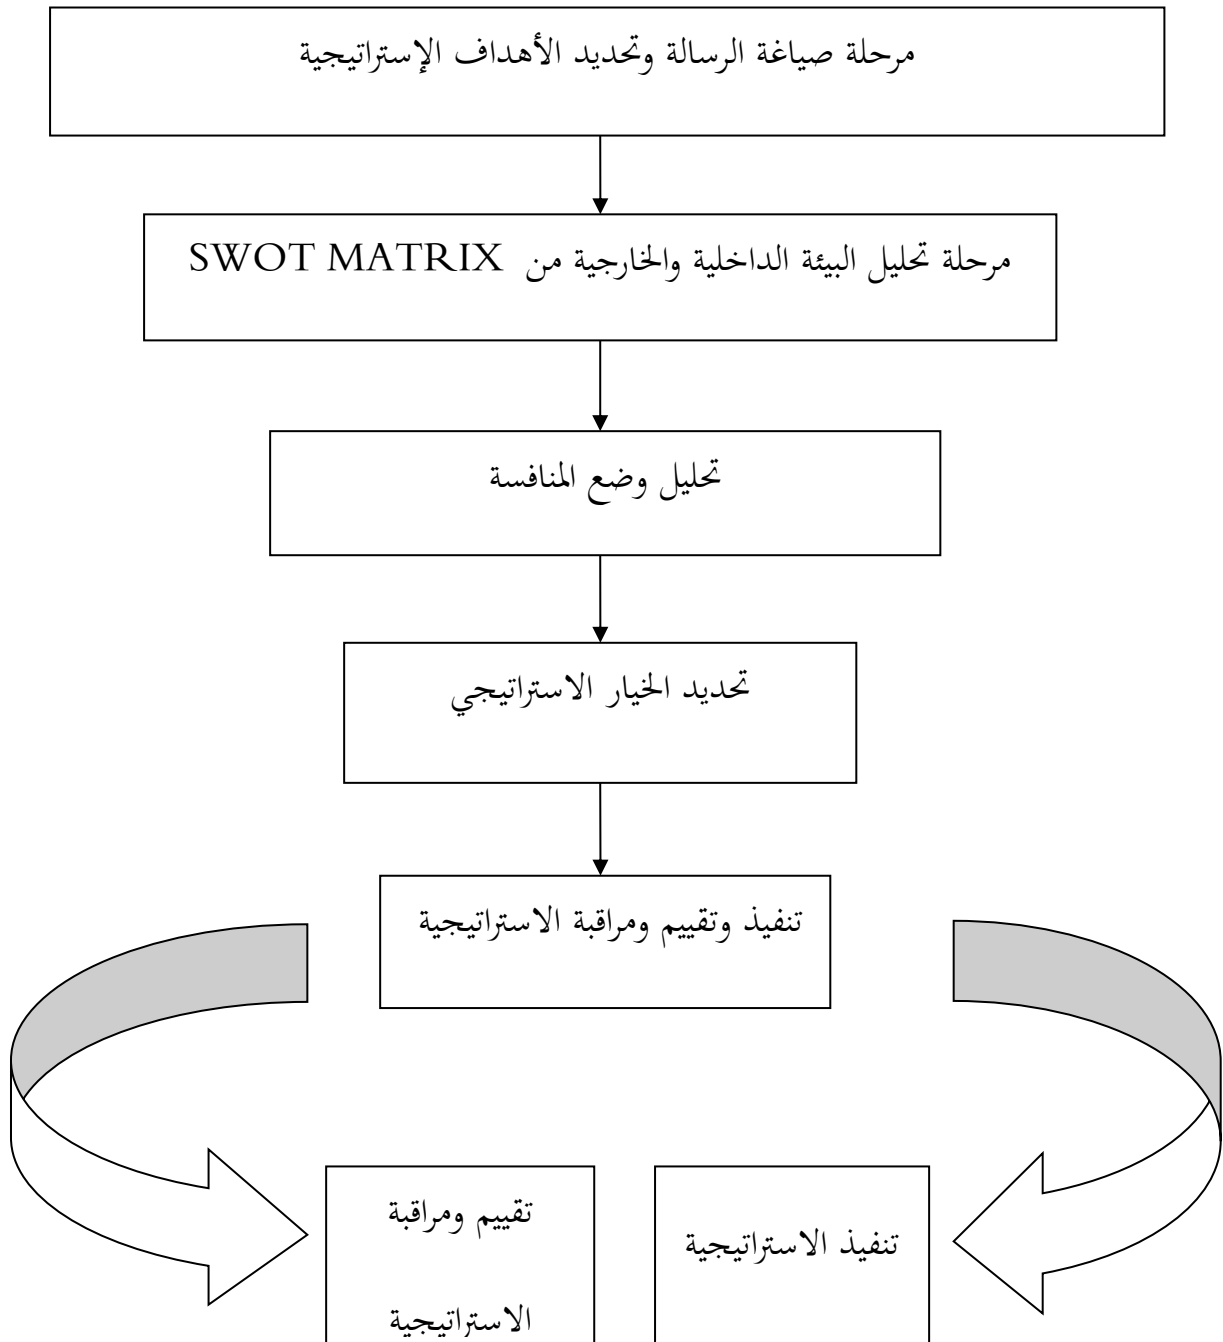 مرحلة صياغة الرسالة وتحديد الأهداف الإستراتيجية
مرحلة تحليل البيئة الداخلية والخارجية من SWOT MATRIX
تحليل وضع المنافسة
تحديد الخيار الاستراتيجي
تنفيذ وتقييم ومراقبة الاستراتيجية
تنفيذ الاستراتيجية
تقييم ومراقبة
الاستراتيجية